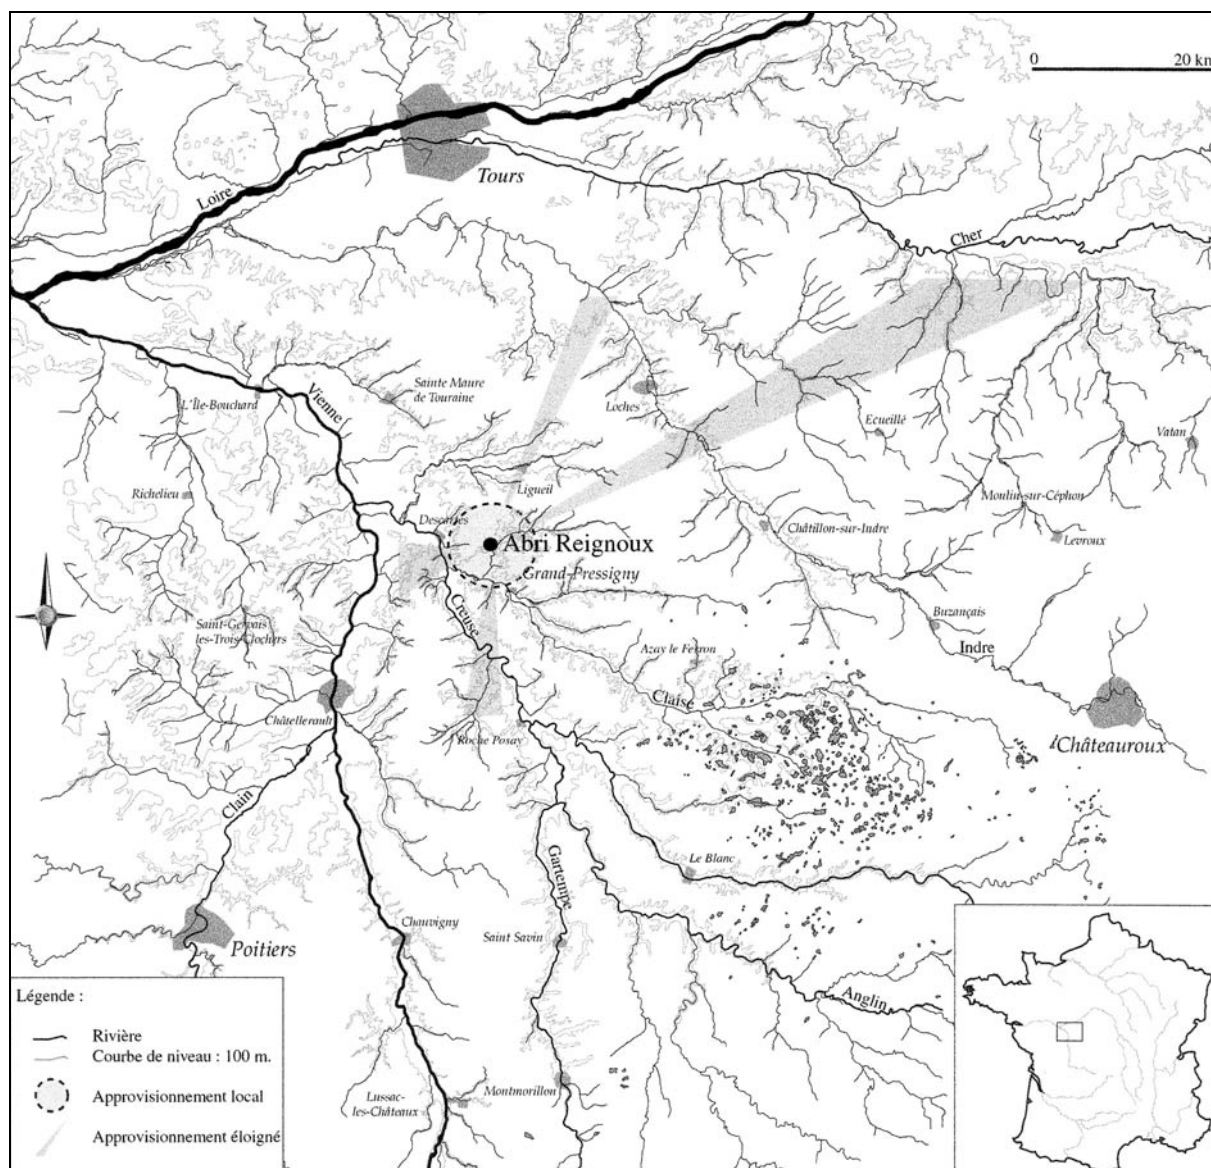 0 20 km
Tours
Loire
Cher
Sainte Maure
de Touraine
L'Île-Bouchard
Vienne
Loches
Ecueillé
Vatan
Ligueil
Richelieu
Moulin-sur-Céphon
Descartes
Châtillon-sur-Indre
Levroux
Abri Reignoux
Grand-Pressigny
Creuse
Saint-Gervais
les-Trois-Clochers
Buzançais
Azay le Ferron
Indre
Claise
Châtellerault
Roche Posay
Châteauroux
Clain
Le Blanc
Gartempe
Chauvigny
Saint Savin
Poitiers
Anglin
Légende :
Rivière
Courbe de niveau : 100 m.
Approvisionnement local
Approvisionnement éloigné
Lussac-
les-Châteaux
Montmorillon